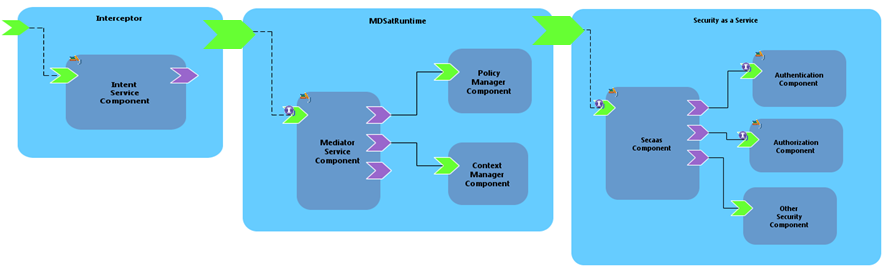 Interceptor
Intent
Service
Component
MDSatRuntime
Policy
Manager
Component
Mediator
Service
Component
Context
Manager
Component
Security as a Service
Authentication
Component
Secaas
Component
Authorization
Component
Other
Security
Component